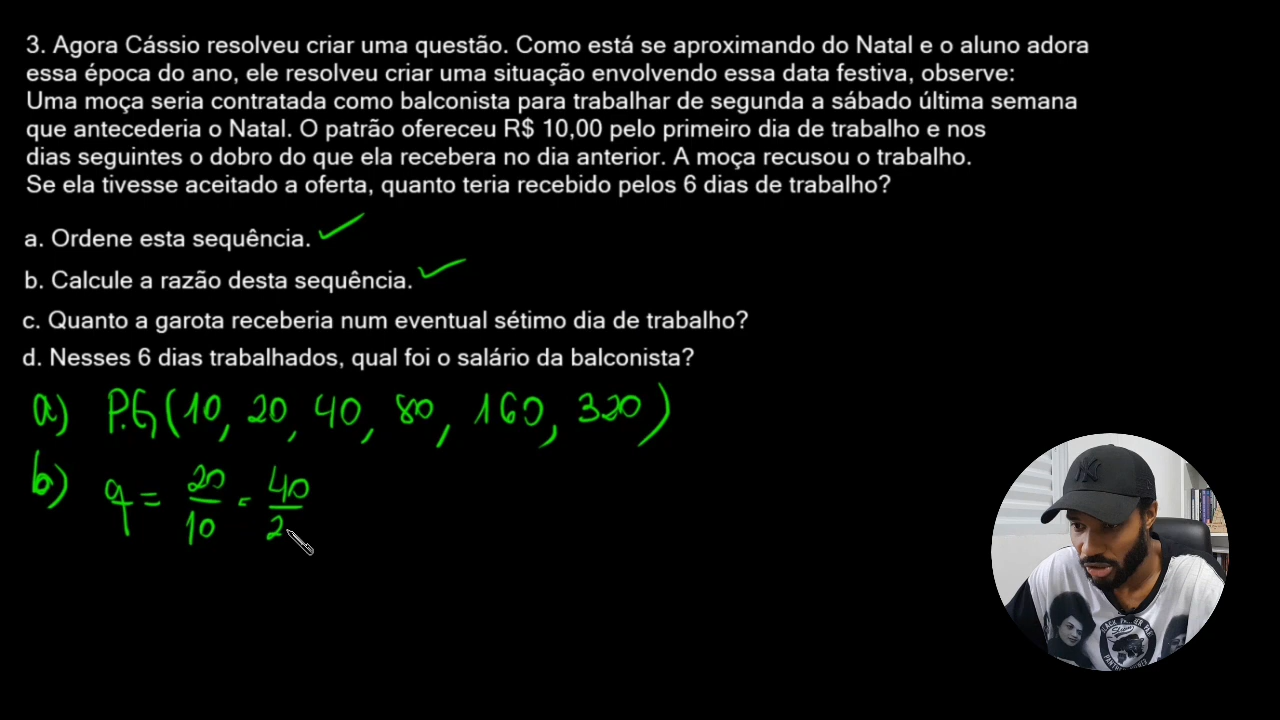 3. Agora Cássio resolveu criar uma questão. Como está se aproximando do Natal e o aluno adora
essa época do ano, ele resolveu criar uma situação envolvendo essa data festiva, observe:
Uma moça seria contratada como balconista para trabalhar de segunda a sábado última semana
que antecederia o Natal. O patrão ofereceu R$ 10,00 pelo primeiro dia de trabalho e nos
dias seguintes o dobro do que ela recebera no dia anterior. A moça recusou o trabalho.
Se ela tivesse aceitado a oferta, quanto teria recebido pelos 6 dias de trabalho?
a. Ordene esta sequência.
b. Calcule a razão desta sequência.
c. Quanto a garota receberia num eventual sétimo dia de trabalho?
d. Nesses 6 dias trabalhados, qual foi o salário da balconista?
a) P.G (10, 20, 40, 80, 160, 320)
b) q = 20/10 = 40/2